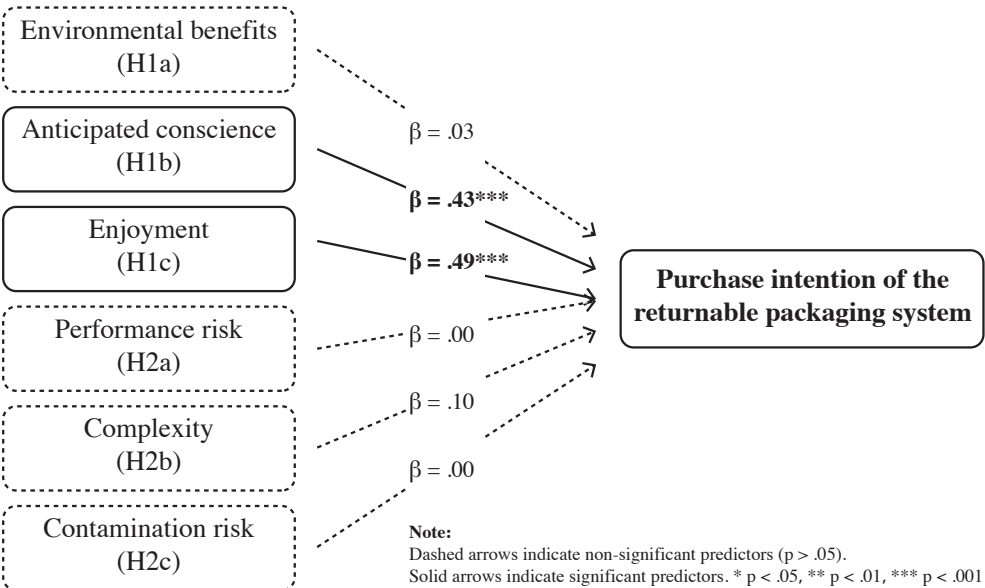 Environmental benefits
(H1a)
Anticipated conscience
(H1b)
Enjoyment
(H1c)
Performance risk
(H2a)
Complexity
(H2b)
Contamination risk
(H2c)
β = .03
β = .43***
β = .49***
β = .00
β = .10
β = .00
Purchase intention of the
returnable packaging system
Note:
Dashed arrows indicate non-significant predictors (p > .05).
Solid arrows indicate significant predictors. * p < .05, ** p < .01, *** p < .001